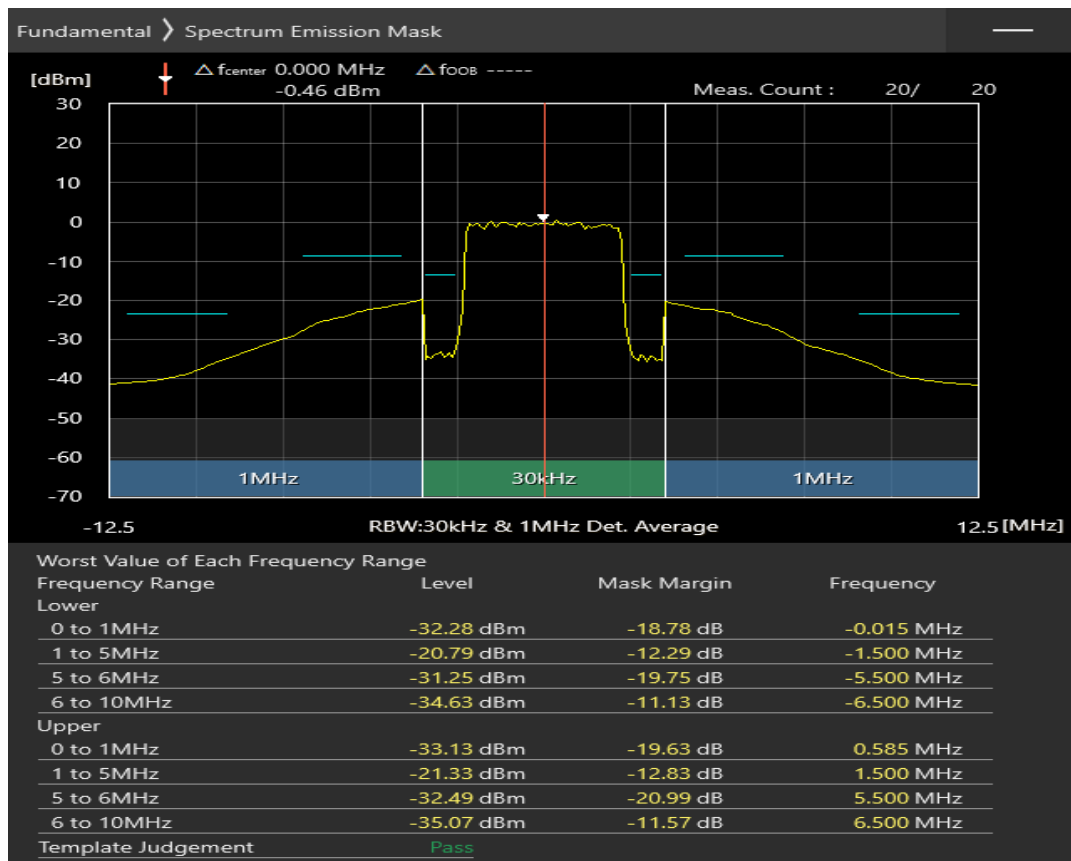 Fundamental ❯ Spectrum Emission Mask
[dBm] △ fcenter 0.000 MHz △ fOOB -----
-0.46 dBm Meas. Count : 20/ 20
30
20
10
0
-10
-20
-30
-40
-50
-60
-70
1MHz 30kHz 1MHz
-12.5 RBW:30kHz & 1MHz Det. Average 12.5 [MHz]
Worst Value of Each Frequency Range
Frequency Range Level Mask Margin Frequency
Lower
0 to 1MHz -32.28 dBm -18.78 dB -0.015 MHz
1 to 5MHz -20.79 dBm -12.29 dB -1.500 MHz
5 to 6MHz -31.25 dBm -19.75 dB -5.500 MHz
6 to 10MHz -34.63 dBm -11.13 dB -6.500 MHz
Upper
0 to 1MHz -33.13 dBm -19.63 dB 0.585 MHz
1 to 5MHz -21.33 dBm -12.83 dB 1.500 MHz
5 to 6MHz -32.49 dBm -20.99 dB 5.500 MHz
6 to 10MHz -35.07 dBm -11.57 dB 6.500 MHz
Template Judgement Pass